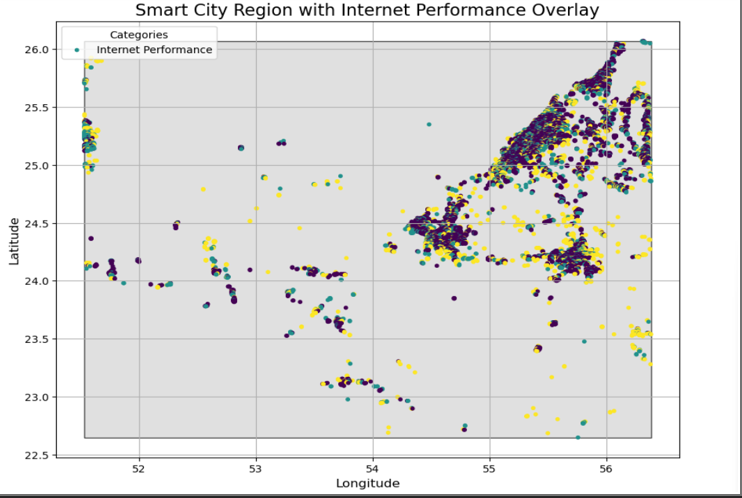 Smart City Region with Internet Performance Overlay
Categories
Internet Performance
26.0
25.5
25.0
24.5
24.0
23.5
23.0
22.5
Latitude
52 53 54 55 56
Longitude